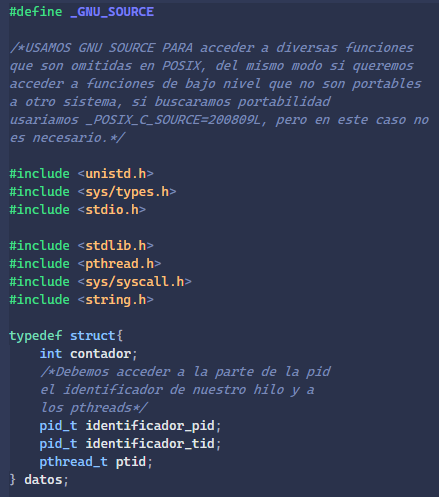 #define _GNU_SOURCE
/*USAMOS GNU SOURCE PARA acceder a diversas funciones
que son omitidas en POSIX, del mismo modo si queremos
acceder a funciones de bajo nivel que no son portables
a otro sistema, si buscaramos portabilidad
usariamos _POSIX_C_SOURCE=200809L, pero en este caso no
es necesario.*/
#include <unistd.h>
#include <sys/types.h>
#include <stdio.h>
#include <stdlib.h>
#include <pthread.h>
#include <sys/syscall.h>
#include <string.h>
typedef struct{
int contador;
/*Debemos acceder a la parte de la pid
el identificador de nuestro hilo y a
los pthreads*/
pid_t identificador_pid;
pid_t identificador_tid;
pthread_t ptid;
} datos;